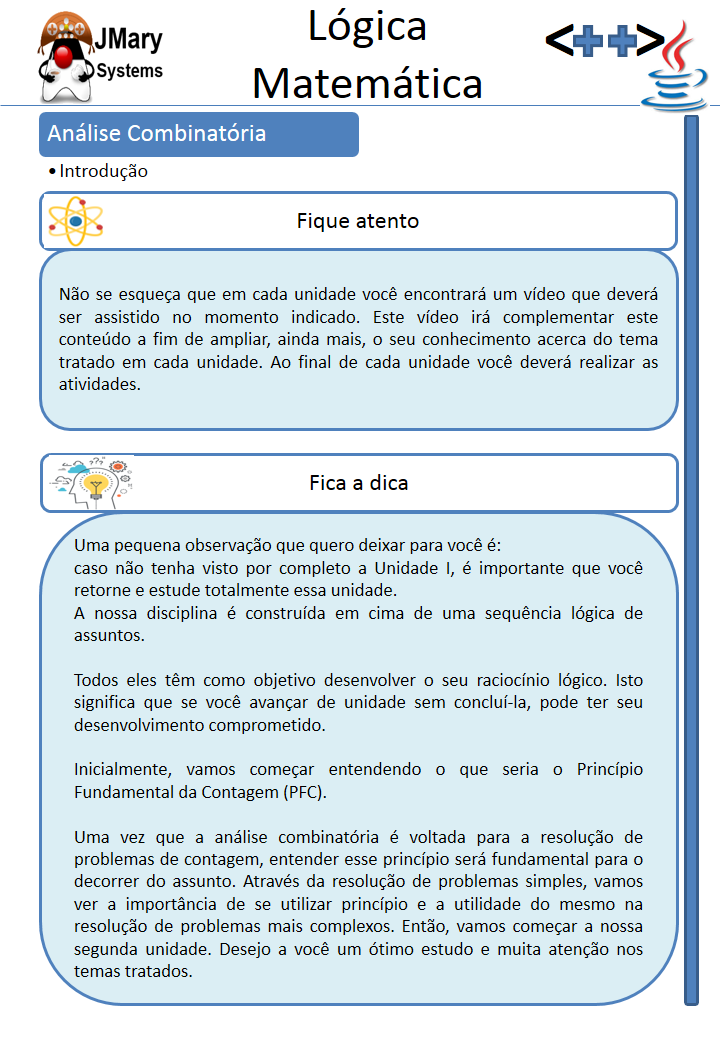 JMary
Systems
Lógica
Matemática
<++>
Análise Combinatória
•Introdução
Fique atento
Não se esqueça que em cada unidade você encontrará um vídeo que deverá
ser assistido no momento indicado. Este vídeo irá complementar este
conteúdo a fim de ampliar, ainda mais, o seu conhecimento acerca do tema
tratado em cada unidade. Ao final de cada unidade você deverá realizar as
atividades.
???
Fica a dica
Uma pequena observação que quero deixar para você é:
caso não tenha visto por completo a Unidade I, é importante que você
retorne e estude totalmente essa unidade.
A nossa disciplina é construída em cima de uma sequência lógica de
assuntos.
Todos eles têm como objetivo desenvolver o seu raciocínio lógico. Isto
significa que se você avançar de unidade sem concluí-la, pode ter seu
desenvolvimento comprometido.
Inicialmente, vamos começar entendendo o que seria o Princípio
Fundamental da Contagem (PFC).
Uma vez que a análise combinatória é voltada para a resolução de
problemas de contagem, entender esse princípio será fundamental para o
decorrer do assunto. Através da resolução de problemas simples, vamos
ver a importância de se utilizar princípio e a utilidade do mesmo na
resolução de problemas mais complexos. Então, vamos começar a nossa
segunda unidade. Desejo a você um ótimo estudo e muita atenção nos
temas tratados.